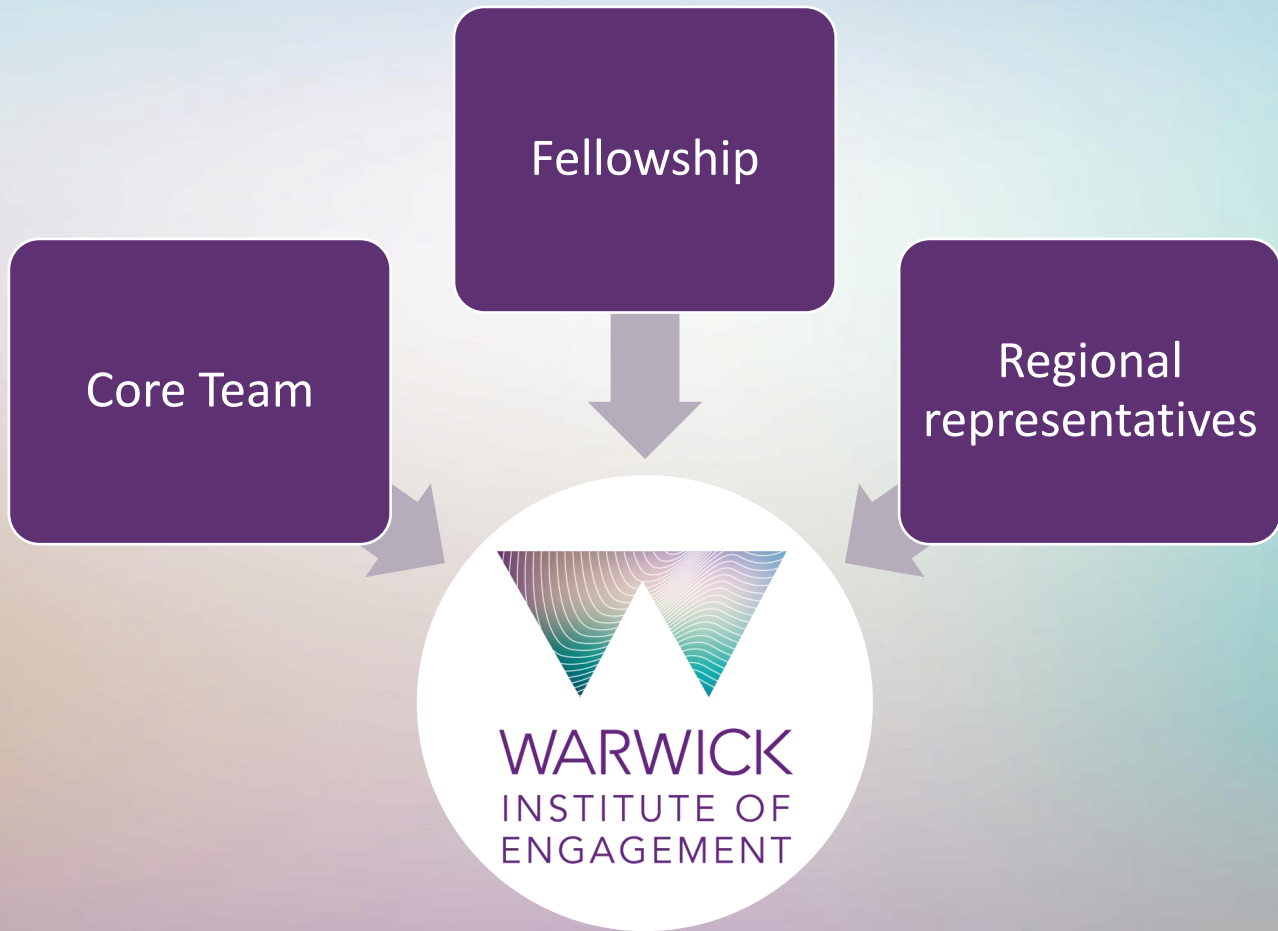 Fellowship
Core Team
Regional
representatives
WARWICK
INSTITUTE OF
ENGAGEMENT